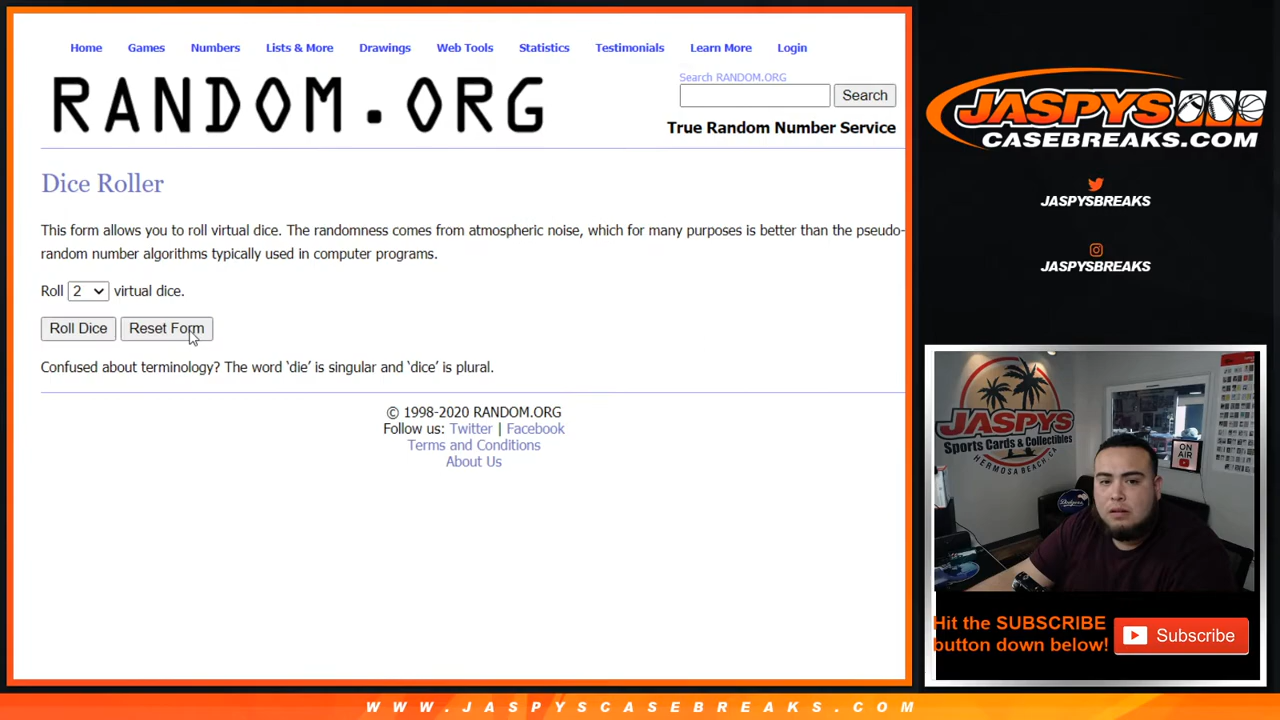 Home Games Numbers Lists & More Drawings Web Tools Statistics Testimonials Learn More Login
RANDOM.ORG
Search RANDOM.ORG
Search
True Random Number Service
Dice Roller
This form allows you to roll virtual dice. The randomness comes from atmospheric noise, which for many purposes is better than the pseudo-
random number algorithms typically used in computer programs.
Roll 2 virtual dice.
Roll Dice Reset Form
Confused about terminology? The word ‘die’ is singular and ‘dice’ is plural.
© 1998-2020 RANDOM.ORG
Follow us: Twitter | Facebook
Terms and Conditions
About Us
JASPYS
CASEBREAKS.COM
JASPYSBREAKS
JASPYSBREAKS
JASPYS
Sports Cards & Collectibles
HERMOSA BEACH, CA
ON
AIR
Dodgers
Hit the SUBSCRIBE
button down below!
Subscribe
WWW.JASPYSCASEBREAKS.COM